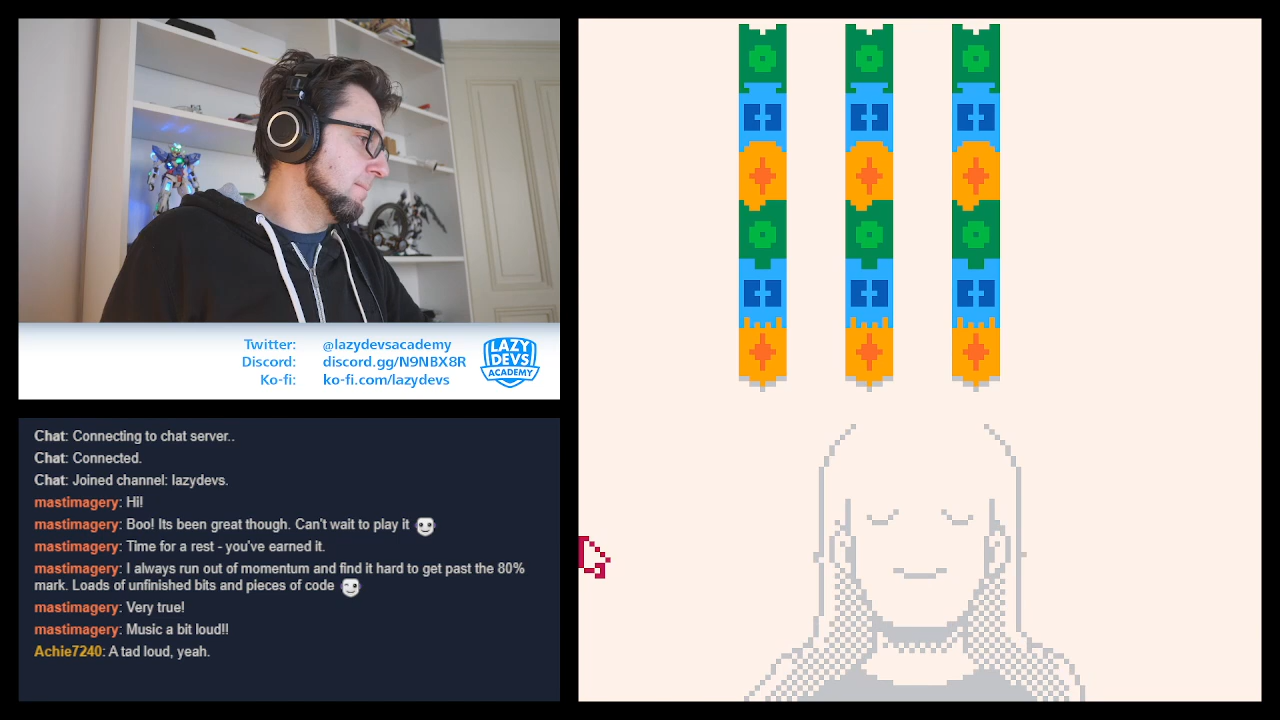 Twitter: @lazydevsacademy
Discord: discord.gg/N9NBX8R
Ko-fi: ko-fi.com/lazydevs
LAZY
DEVS
ACADEMY
Chat: Connecting to chat server..
Chat: Connected.
Chat: Joined channel: lazydevs.
mastimagery: Hi!
mastimagery: Boo! Its been great though. Can't wait to play it
mastimagery: Time for a rest - you've earned it.
mastimagery: I always run out of momentum and find it hard to get past the 80%
mark. Loads of unfinished bits and pieces of code
mastimagery: Very true!
mastimagery: Music a bit loud!!
Achie7240: A tad loud, yeah.